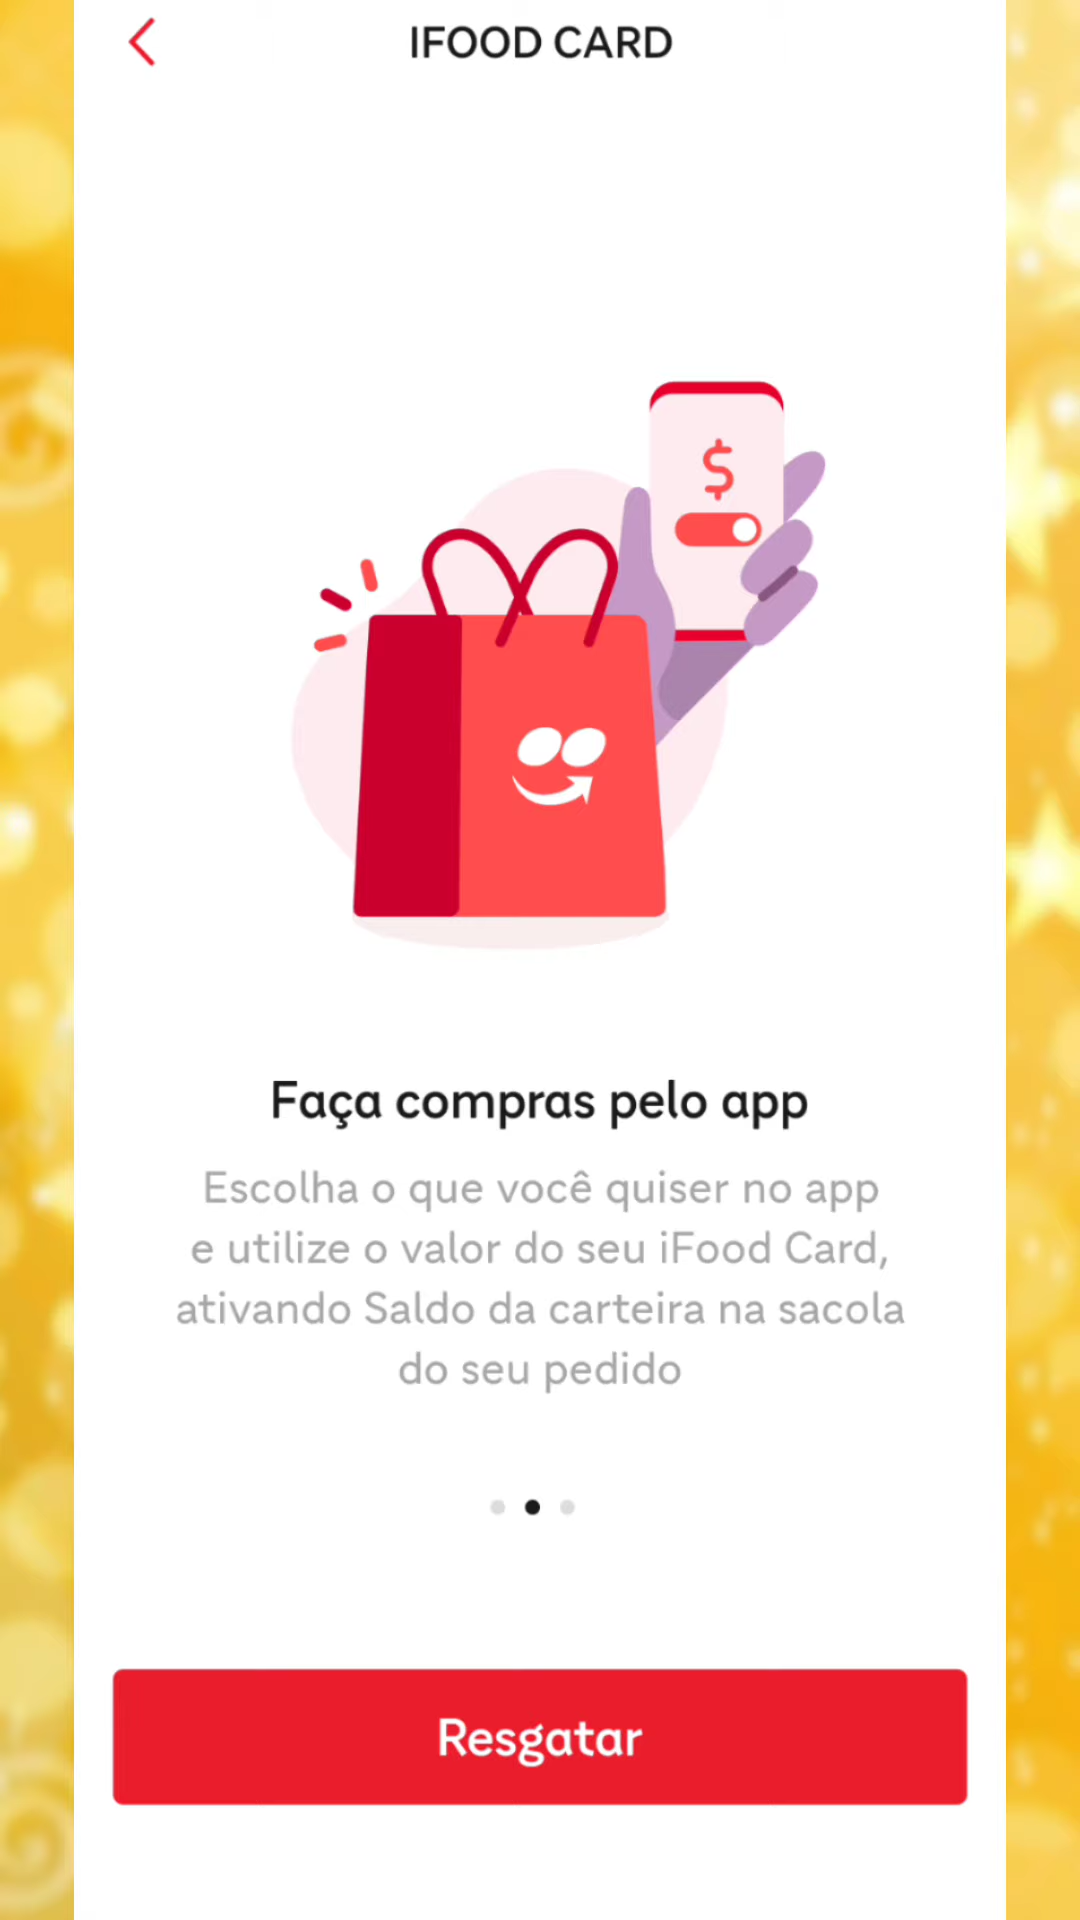 IFOOD CARD
$
Faça compras pelo app
Escolha o que você quiser no app
e utilize o valor do seu iFood Card,
ativando Saldo da carteira na sacola
do seu pedido
Resgatar